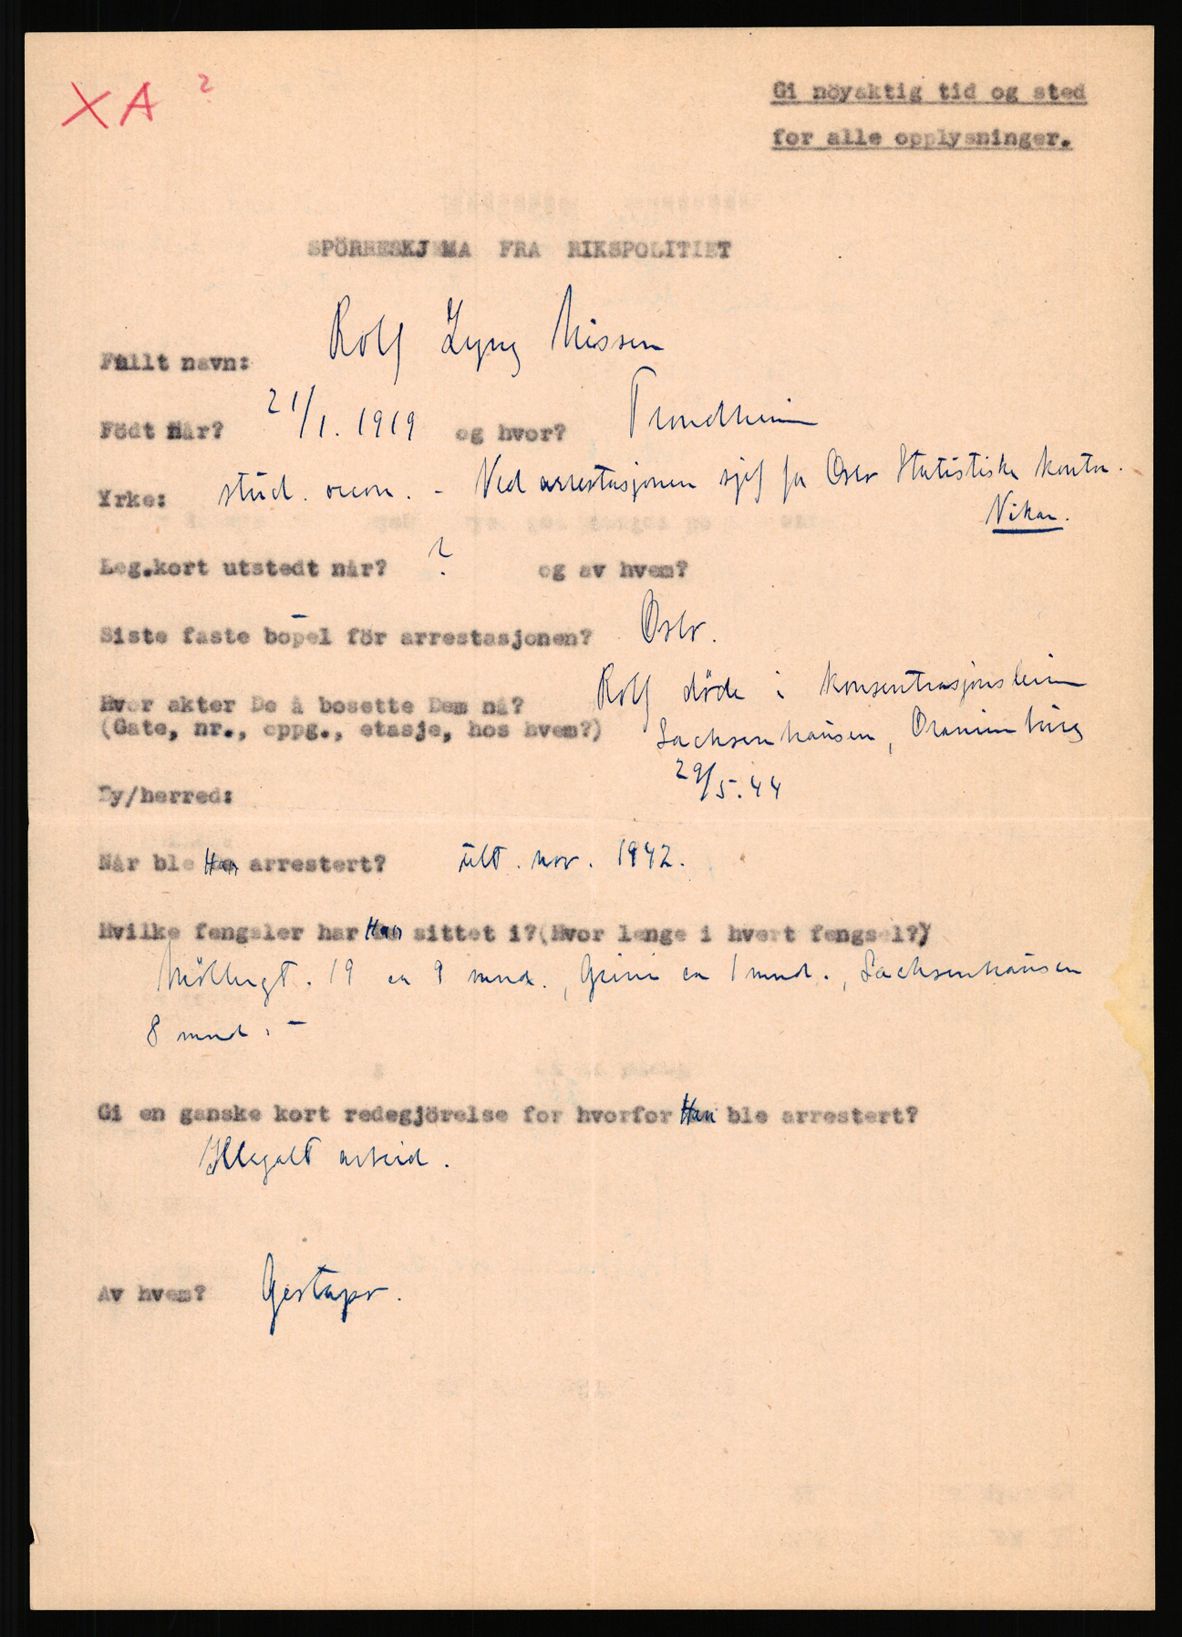 XA ?
Gi nöyaktig tid og sted
for alle opplysninger.
SPÖRRESKJEMA FRA RIKSPOLITIET
Fullt navn: Rolf Lyng Nissen
Födt når? 21/1. 1919 og hvor? Trondheim
Yrke: stud. oecon. - Ved arrestasjonen sjef for Oslo Statistiske kontor.
Vikar.
Leg.kort utstedt når? ? og av hvem?
Siste faste bopel för arrestasjonen? Oslo.
Hvor akter De å bosette Dem nå? Rolf døde i konsentrasjonsleiren
(Gate, nr., oppg., etasje, hos hvem?) Sachsenhausen, Oranienburg
29/5.44
By/herred:
Når ble Han arrestert? ult. nov. 1942.
Hvilke fengsler har Han sittet i?(Hvor lenge i hvert fengsel?)
Möllergt. 19 ca 9 mnd., Grini ca 1 mnd., Sachsenhausen
8 mnd. -
Gi en ganske kort redegjörelse for hvorfor Han ble arrestert?
Illegalt arbeid.
Av hvem? Gestapo.